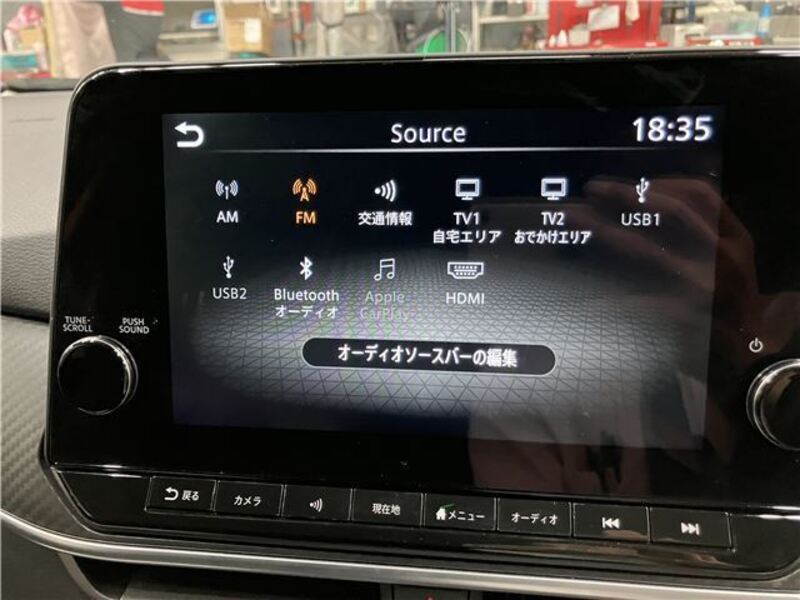 Source
18:35
AM
FM
交通情報
TV1
自宅エリア
TV2
おでかけエリア
USB1
USB2
Bluetooth
オーディオ
Apple
CarPlay
HDMI
オーディオソースバーの編集
TUNE・
SCROLL
PUSH
SOUND
戻る
カメラ
現在地
メニュー
オーディオ